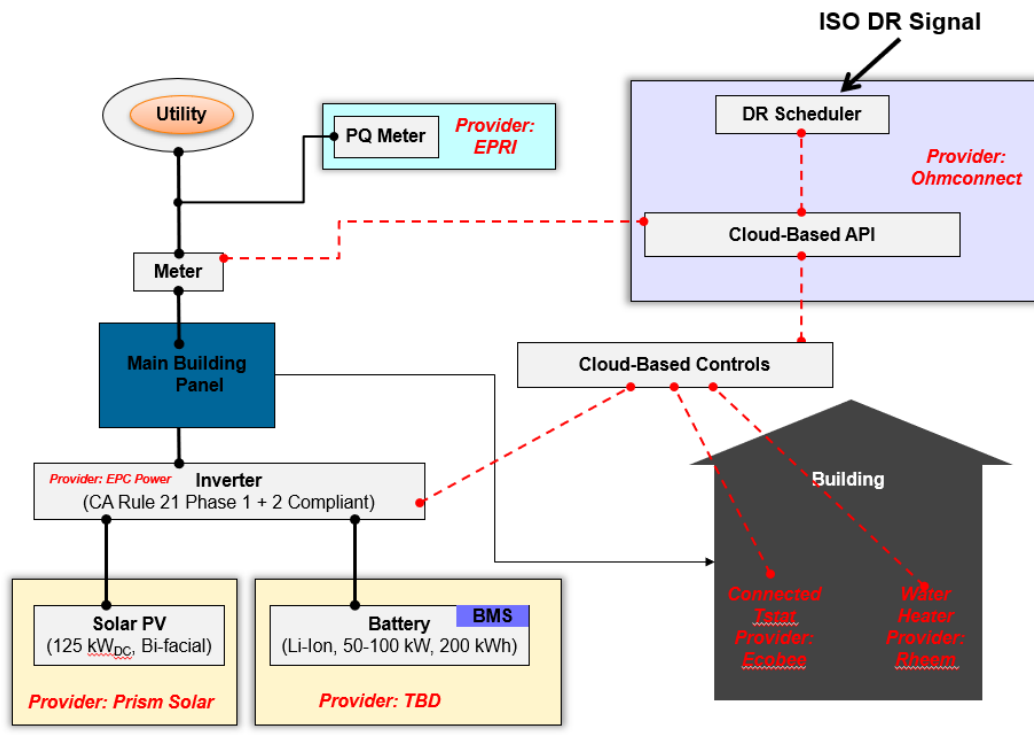 ISO DR Signal
Utility
PQ Meter
Provider:
EPRI
DR Scheduler
Provider:
Ohmconnect
Cloud-Based API
Meter
Main Building
Panel
Cloud-Based Controls
Provider: EPC Power
Inverter
(CA Rule 21 Phase 1 + 2 Compliant)
Building
Connected
Tstat
Provider:
Ecobee
Water
Heater
Provider:
Rheem
Solar PV
(125 kWDC, Bi-facial)
Provider: Prism Solar
Battery
BMS
(Li-Ion, 50-100 kW, 200 kWh)
Provider: TBD